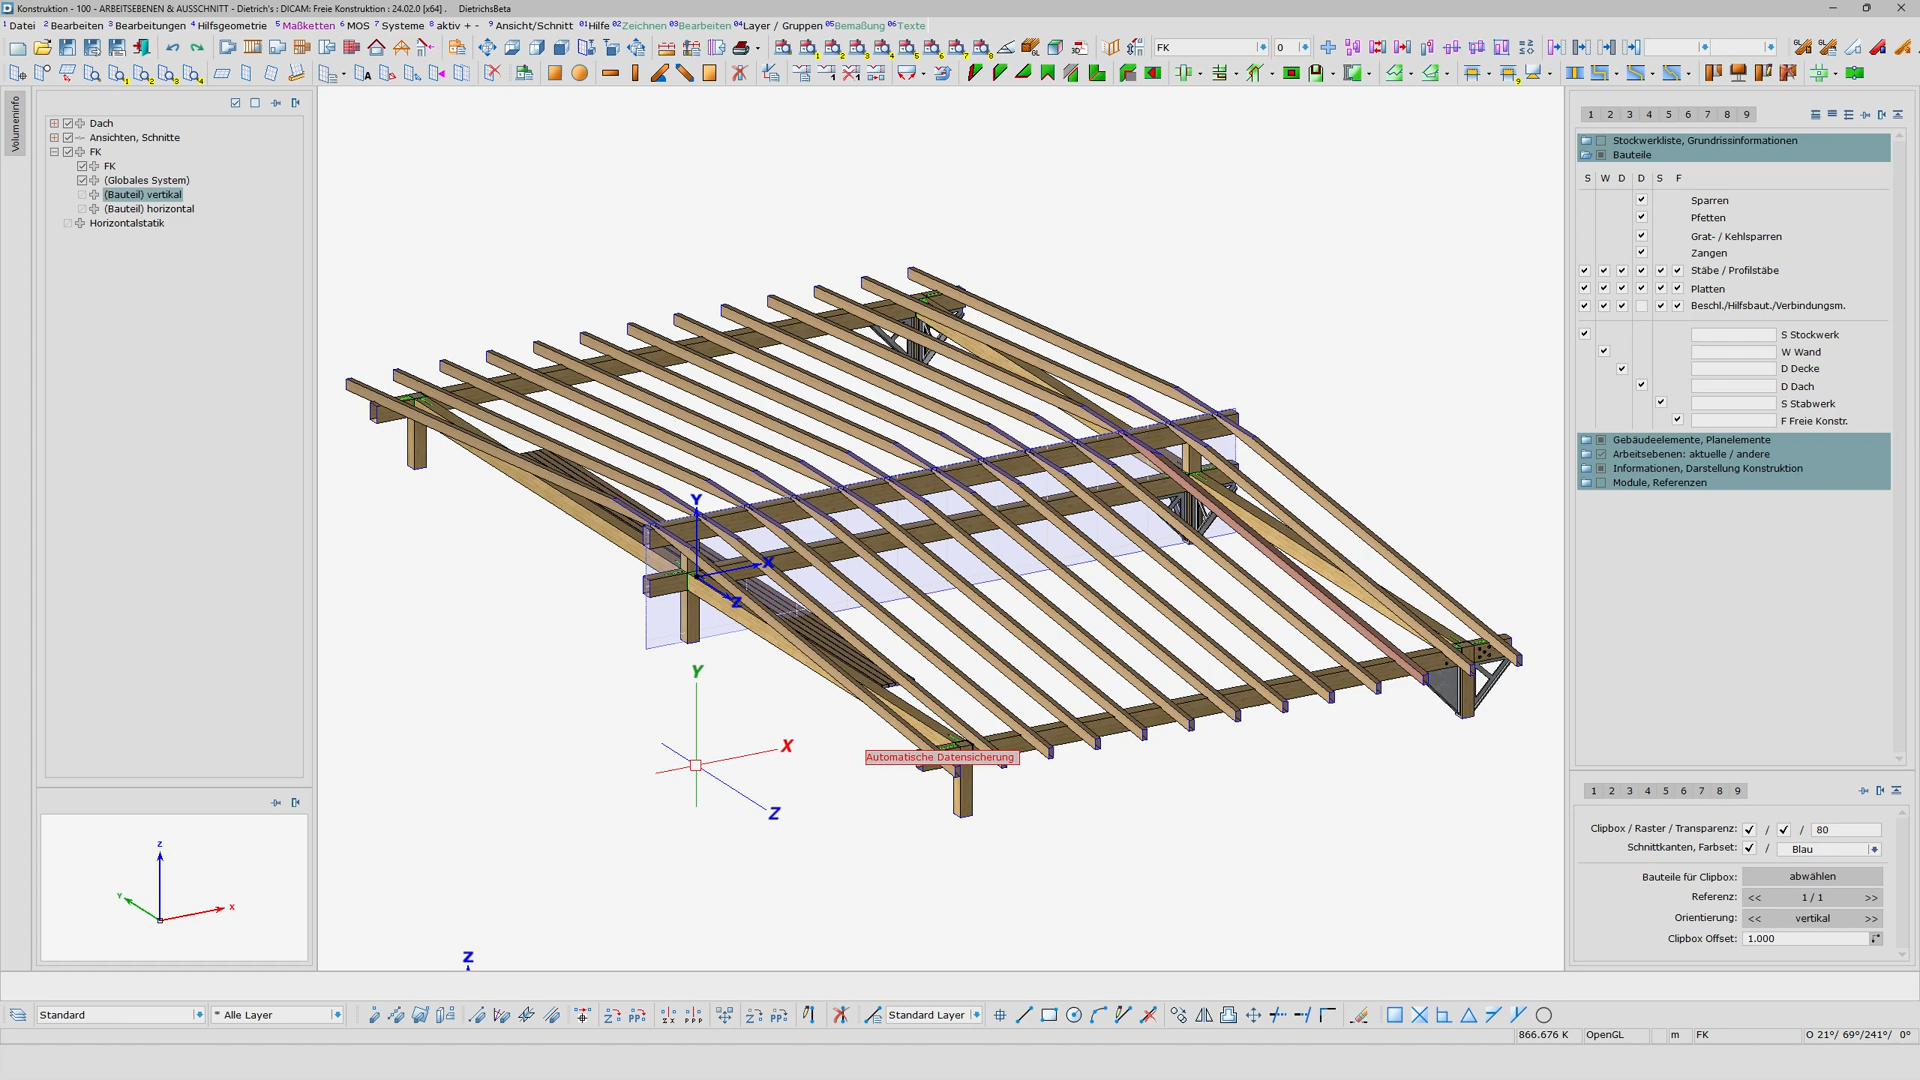 Konstruktion - 100 - ARBEITSEBENEN & AUSSCHNITT - Dietrich's : DICAM: Freie Konstruktion : 24.02.0 [x64] . DietrichsBeta
1 Datei 2 Bearbeiten 3 Bearbeitungen 4 Hilfsgeometrie 5 Maßketten 6 MOS 7 Systeme 8 aktiv + - 9 Ansicht/Schnitt 01 Hilfe 02 Zeichnen 03 Bearbeiten 04 Layer / Gruppen 05 Bemaßung 06 Texte
FK
0
Volumeninfo
Dach
Ansichten, Schnitte
FK
FK
(Globales System)
(Bauteil) vertikal
(Bauteil) horizontal
Horizontalstatik
Z
Y
X
Y
X
Z
Y
X
Z
Z
Automatische Datensicherung
1 2 3 4 5 6 7 8 9
Stockwerkliste, Grundrissinformationen
Bauteile
S W D D S F
Sparren
Pfetten
Grat- / Kehlsparren
Zangen
Stäbe / Profilstäbe
Platten
Beschl./Hilfsbaut./Verbindungsm.
S Stockwerk
W Wand
D Decke
D Dach
S Stabwerk
F Freie Konstr.
Gebäudeelemente, Planelemente
Arbeitsebenen: aktuelle / andere
Informationen, Darstellung Konstruktion
Module, Referenzen
1 2 3 4 5 6 7 8 9
Clipbox / Raster / Transparenz: / / 80
Schnittkanten, Farbset: / Blau
Bauteile für Clipbox: abwählen
Referenz: << 1 / 1 >>
Orientierung: << vertikal >>
Clipbox Offset: 1.000
Standard
* Alle Layer
Standard Layer
866.676 K OpenGL m FK O 21°/ 69°/241°/ 0°